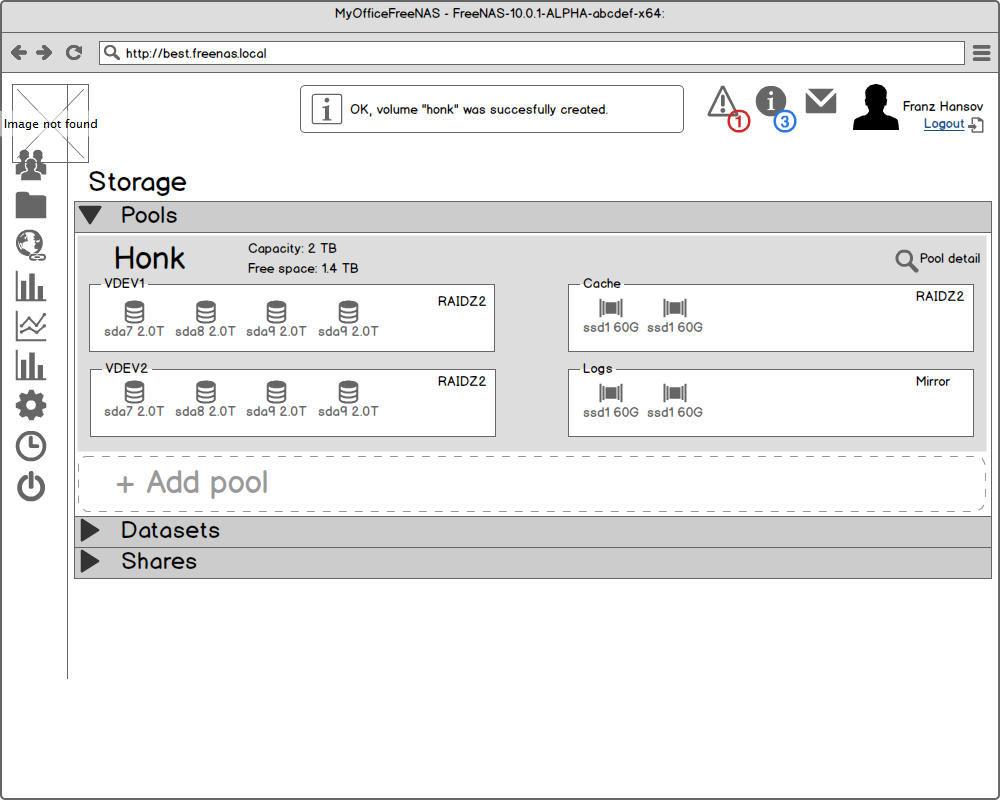 MyOfficeFreeNAS - FreeNAS-10.0.1-ALPHA-abcdef-x64:
http://best.freenas.local
Image not found
OK, volume "honk" was succesfully created.
1
3
Franz Hansov
Logout
Storage
Pools
Honk
Capacity: 2 TB
Free space: 1.4 TB
Pool detail
VDEV1
RAIDZ2
sda7 2.0T sda8 2.0T sda9 2.0T sda9 2.0T
Cache
RAIDZ2
ssd1 60G ssd1 60G
VDEV2
RAIDZ2
sda7 2.0T sda8 2.0T sda9 2.0T sda9 2.0T
Logs
Mirror
ssd1 60G ssd1 60G
+ Add pool
Datasets
Shares